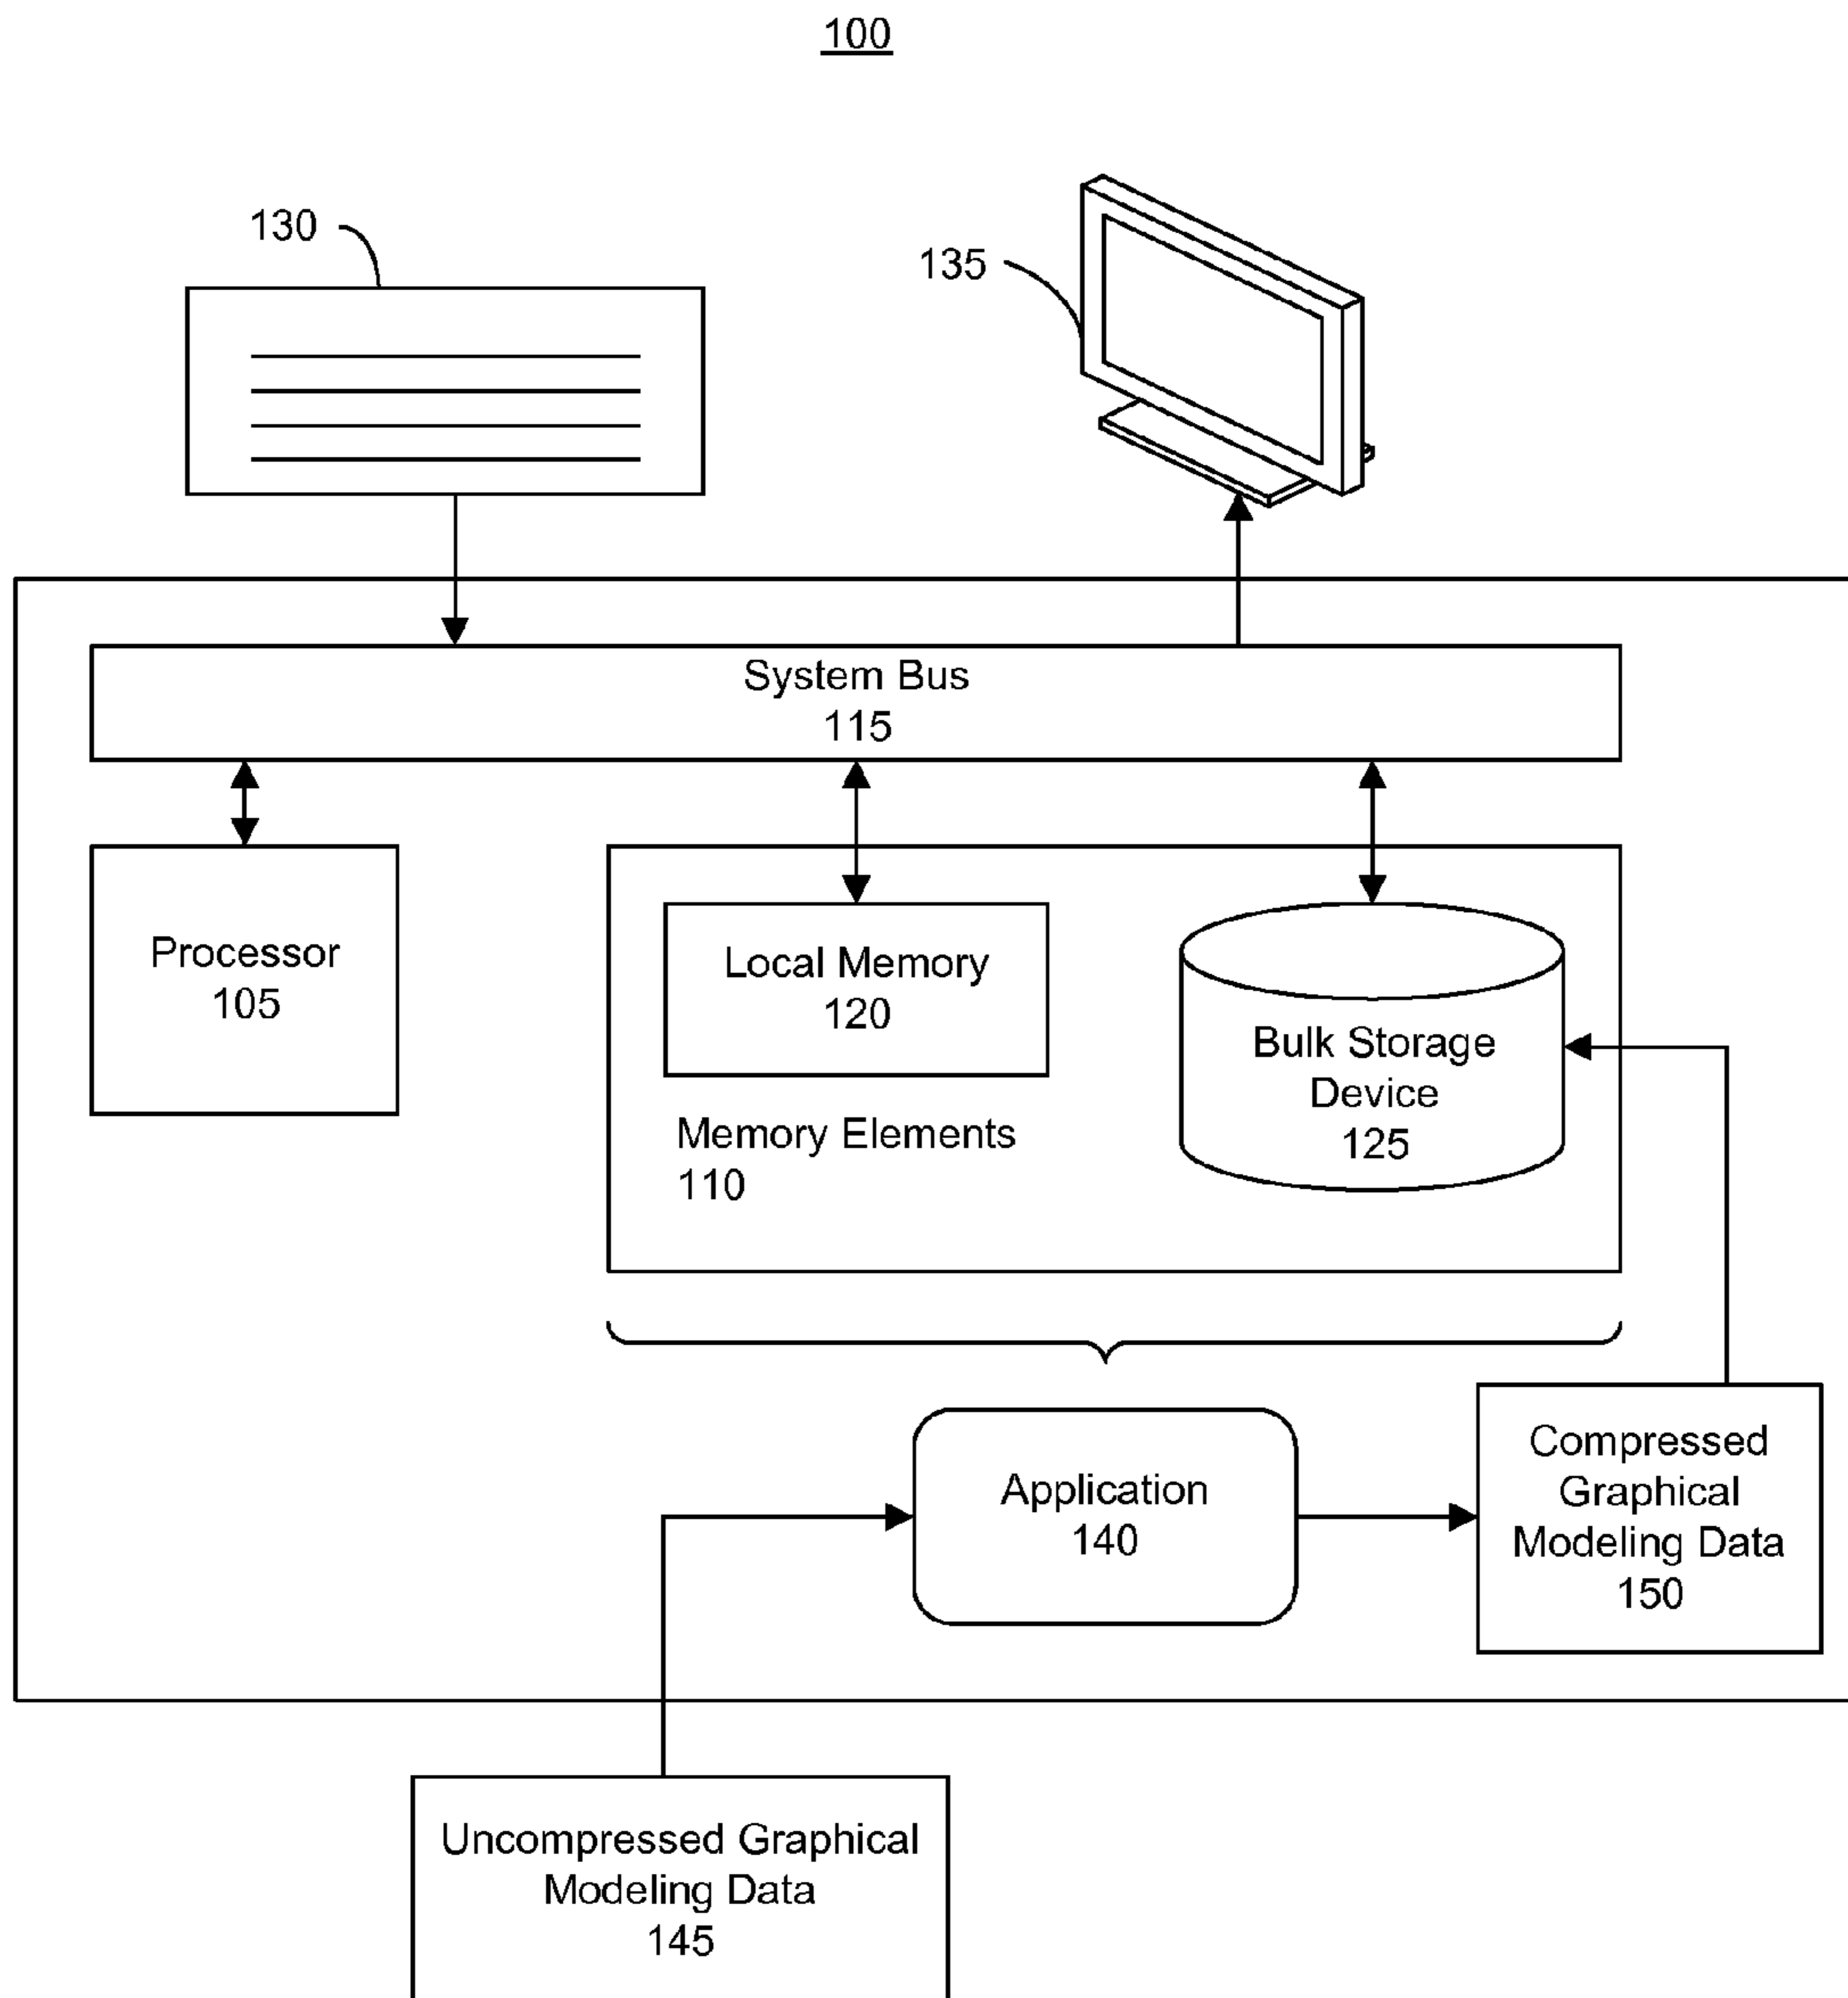 100
130
135
System Bus
115
Processor
105
Local Memory
120
Memory Elements
110
Bulk Storage
Device
125
Application
140
Compressed
Graphical
Modeling Data
150
Uncompressed Graphical
Modeling Data
145